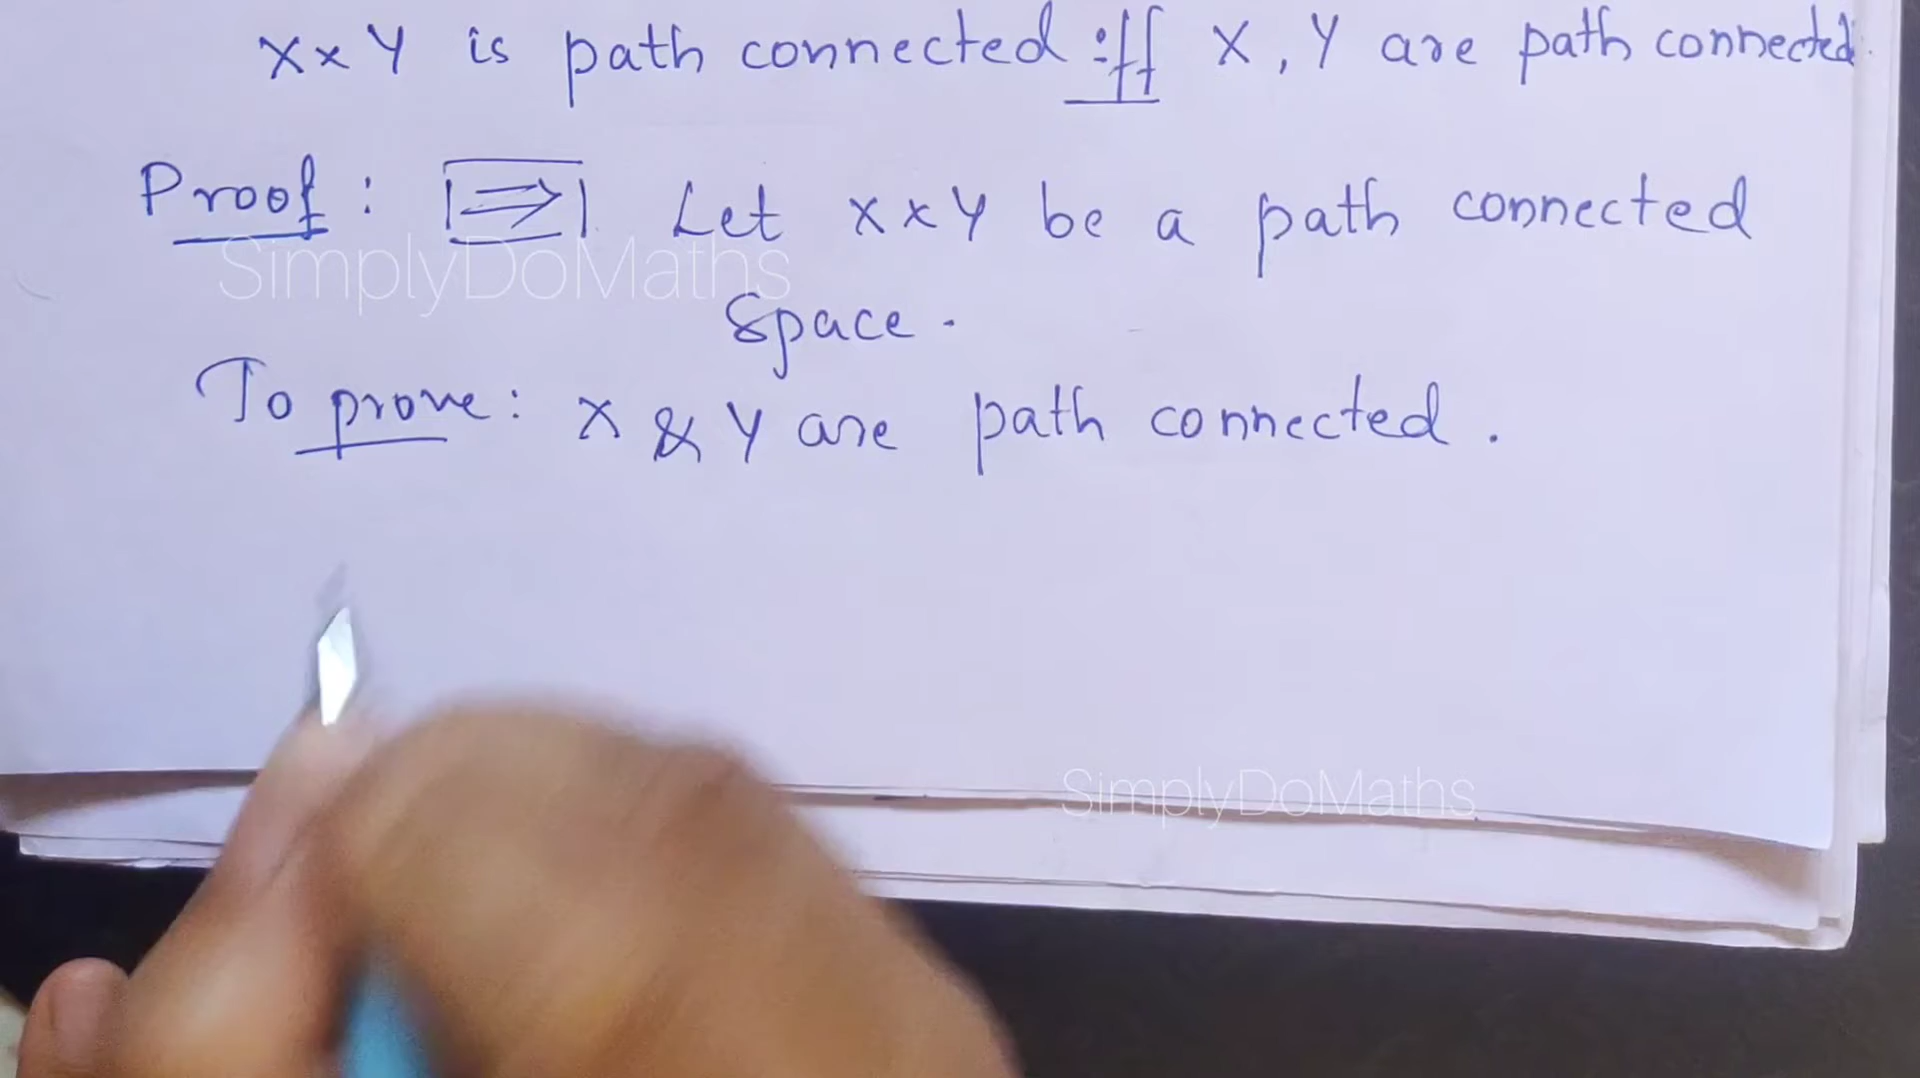 X × Y is path connected iff X, Y are path connected.
Proof : ⇒ Let X × Y be a path connected
SimplyDoMaths
space.
To prove : X & Y are path connected.
SimplyDoMaths